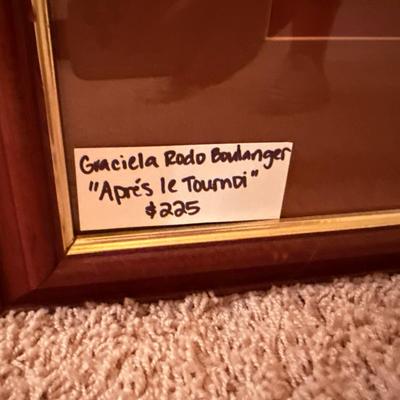 Graciela Rodo Boulanger
"Aprés le Tournoi"
$225